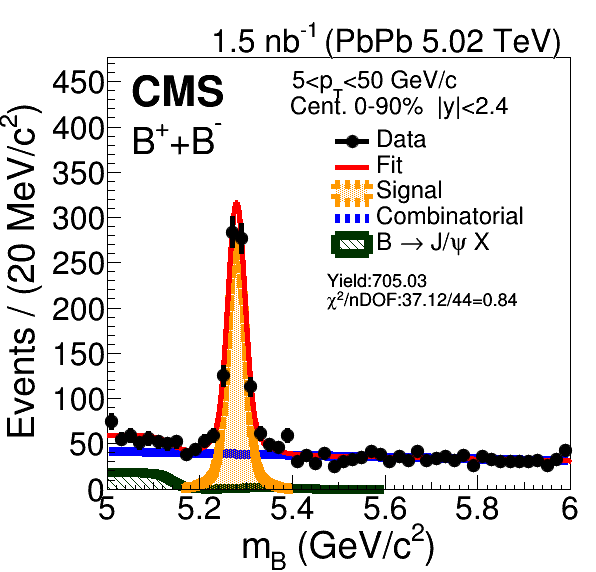 1.5 nb⁻¹ (PbPb 5.02 TeV)
CMS
B⁺+B⁻
5<p_T<50 GeV/c
Cent. 0-90% |y|<2.4
Data
Fit
Signal
Combinatorial
B → J/ψ X
Yield:705.03
χ²/nDOF:37.12/44=0.84
Events / (20 MeV/c²)
450
400
350
300
250
200
150
100
50
0
5 5.2 5.4 5.6 5.8 6
m_B (GeV/c²)